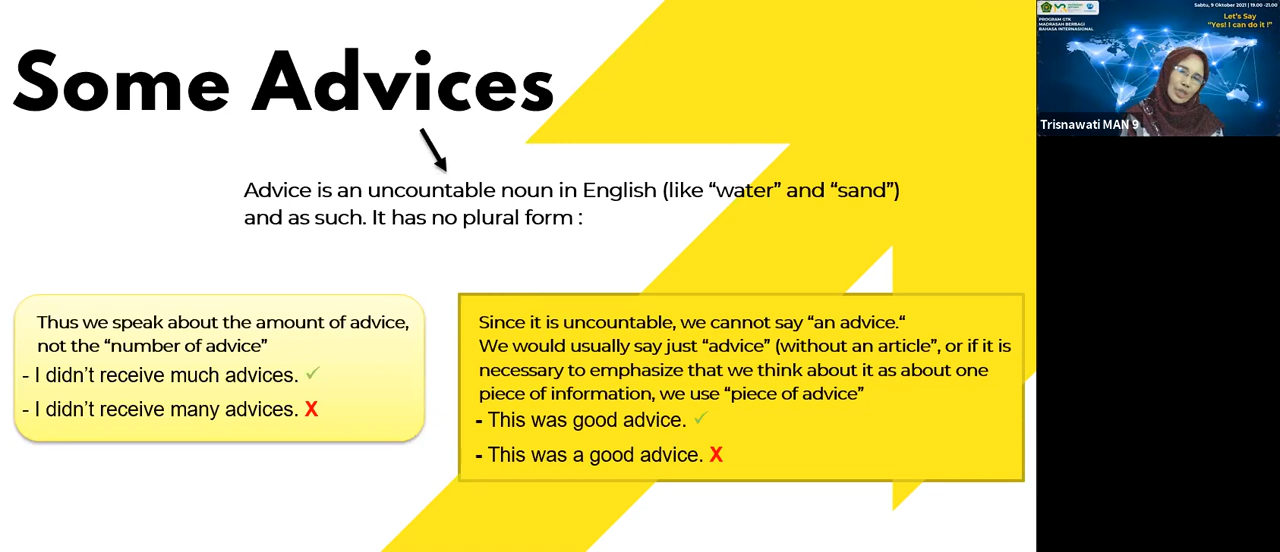 Some Advices
Advice is an uncountable noun in English (like “water” and “sand”)
and as such. It has no plural form :
Thus we speak about the amount of advice,
not the “number of advice”
- I didn’t receive much advices. ✓
- I didn’t receive many advices. X
Since it is uncountable, we cannot say “an advice.“
We would usually say just “advice” (without an article”, or if it is
necessary to emphasize that we think about it as about one
piece of information, we use “piece of advice”
- This was good advice. ✓
- This was a good advice. X
Sabtu, 9 Oktober 2021 | 19.00 -21.00
Let’s Say
“Yes! I can do it !”
PROGRAM GTK
MADRASAH BERBAGI
BAHASA INTERNASIONAL
Trisnawati MAN 9